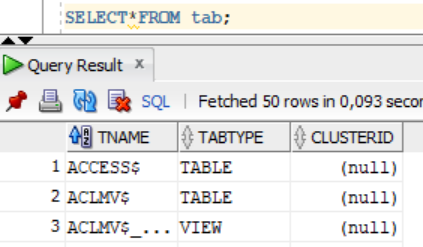 SELECT*FROM tab;
Query Result x
SQL | Fetched 50 rows in 0,093 secor
TNAME TABTYPE CLUSTERID
1 ACCESS$ TABLE (null)
2 ACLMV$ TABLE (null)
3 ACLMV$_... VIEW (null)